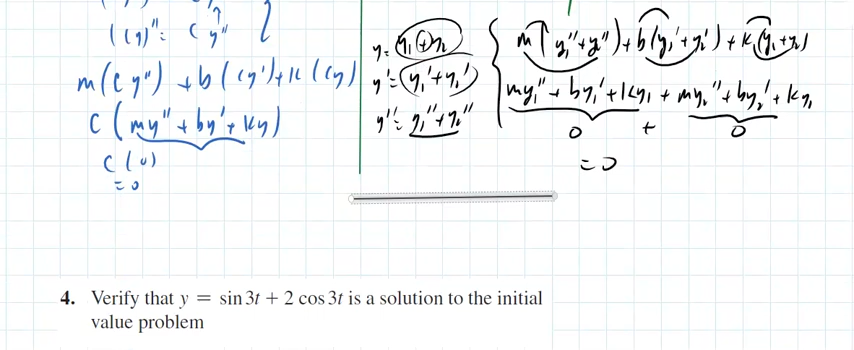 (cy)'': cy''
m(cy'') + b(cy') + k(cy)
c(my'' + by' + ky)
c(0)
= 0
y = y₁ + y₂
y' = y₁' + y₂'
y'' = y₁'' + y₂''
m(y₁'' + y₂'') + b(y₁' + y₂') + k(y₁ + y₂)
my₁'' + by₁' + ky₁ + my₂'' + by₂' + ky₂
0 + 0
= 0
4. Verify that y = sin 3t + 2 cos 3t is a solution to the initial
value problem